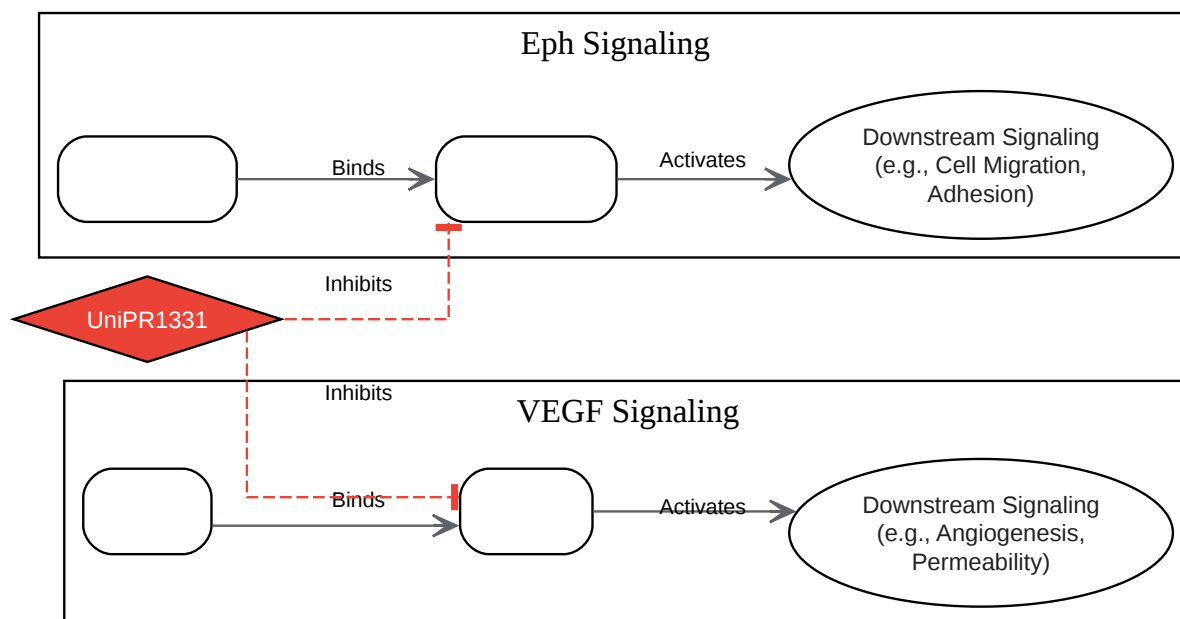 Eph Signaling
Binds
Activates
Downstream Signaling
(e.g., Cell Migration,
Adhesion)
Inhibits
UniPR1331
Inhibits
VEGF Signaling
Binds
Activates
Downstream Signaling
(e.g., Angiogenesis,
Permeability)